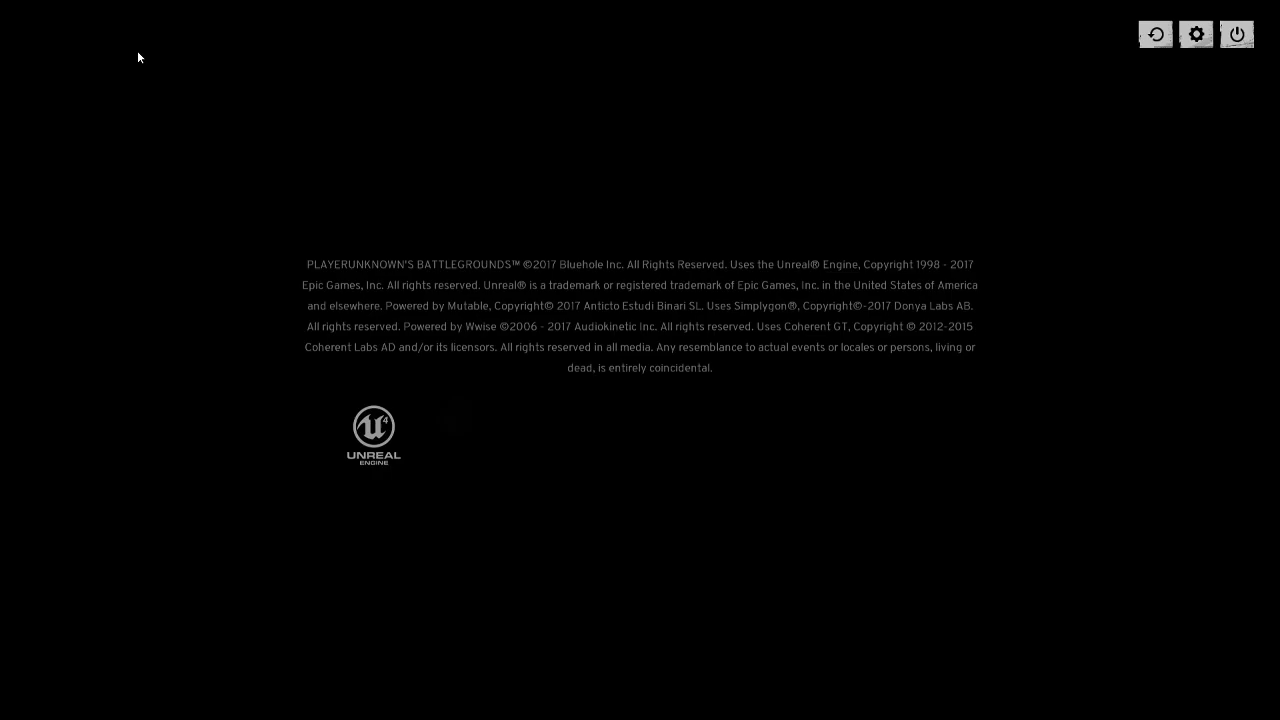 PLAYERUNKNOWN'S BATTLEGROUNDS™ ©2017 Bluehole Inc. All Rights Reserved. Uses the Unreal® Engine, Copyright 1998 - 2017
Epic Games, Inc. All rights reserved. Unreal® is a trademark or registered trademark of Epic Games, Inc. in the United States of America
and elsewhere. Powered by Mutable, Copyright© 2017 Anticto Estudi Binari SL. Uses Simplygon®, Copyright©-2017 Donya Labs AB.
All rights reserved. Powered by Wwise ©2006 - 2017 Audiokinetic Inc. All rights reserved. Uses Coherent GT, Copyright © 2012-2015
Coherent Labs AD and/or its licensors. All rights reserved in all media. Any resemblance to actual events or locales or persons, living or
dead, is entirely coincidental.
U4
UNREAL
ENGINE